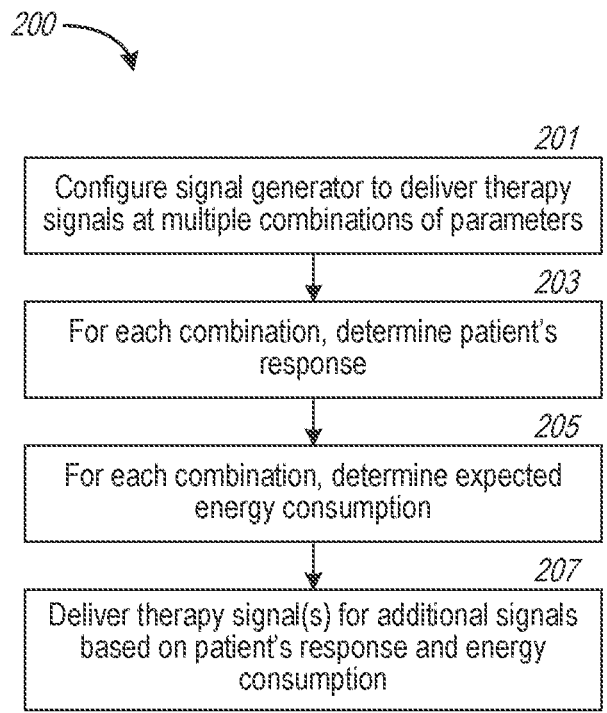 200
201
Configure signal generator to deliver therapy
signals at multiple combinations of parameters
203
For each combination, determine patient's
response
205
For each combination, determine expected
energy consumption
207
Deliver therapy signal(s) for additional signals
based on patient's response and energy
consumption